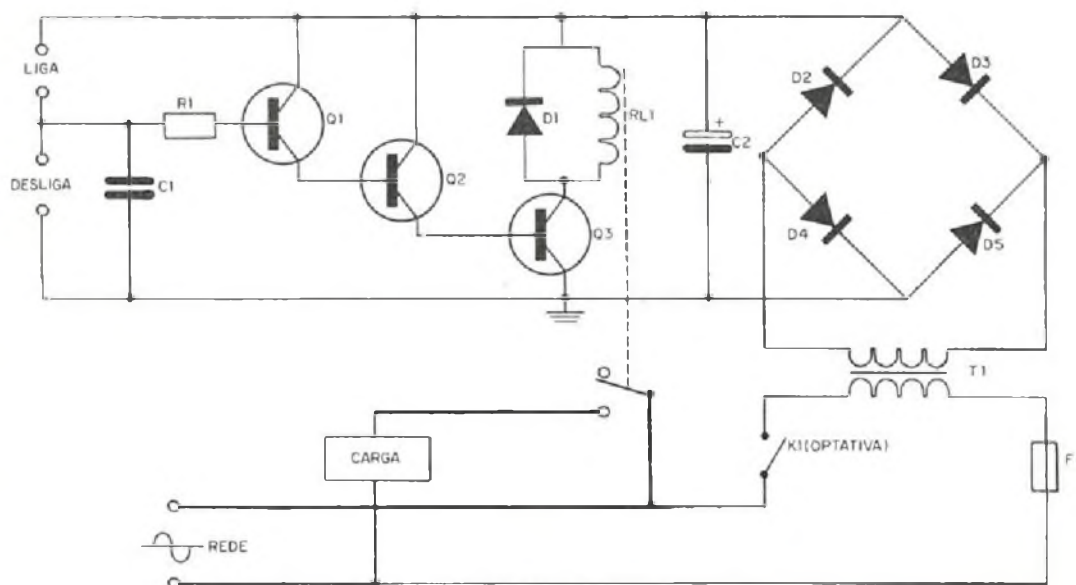 LIGA
DESLIGA
R1
C1
Q1
Q2
D1
RL1
Q3
+
C2
D2
D3
D4
D5
T1
K1(OPTATIVA)
F
CARGA
REDE